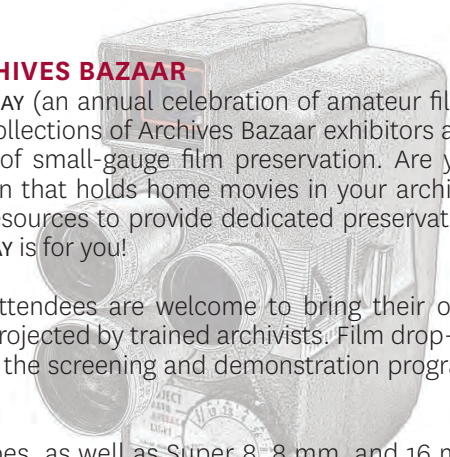 HIVES BAZAAR
AY (an annual celebration of amateur fil
ollections of Archives Bazaar exhibitors a
of small-gauge film preservation. Are y
n that holds home movies in your archi
esources to provide dedicated preservat
AY is for you!
ttendees are welcome to bring their o
rojected by trained archivists. Film drop-
the screening and demonstration progra
pes, as well as Super 8, 8 mm, and 16 m